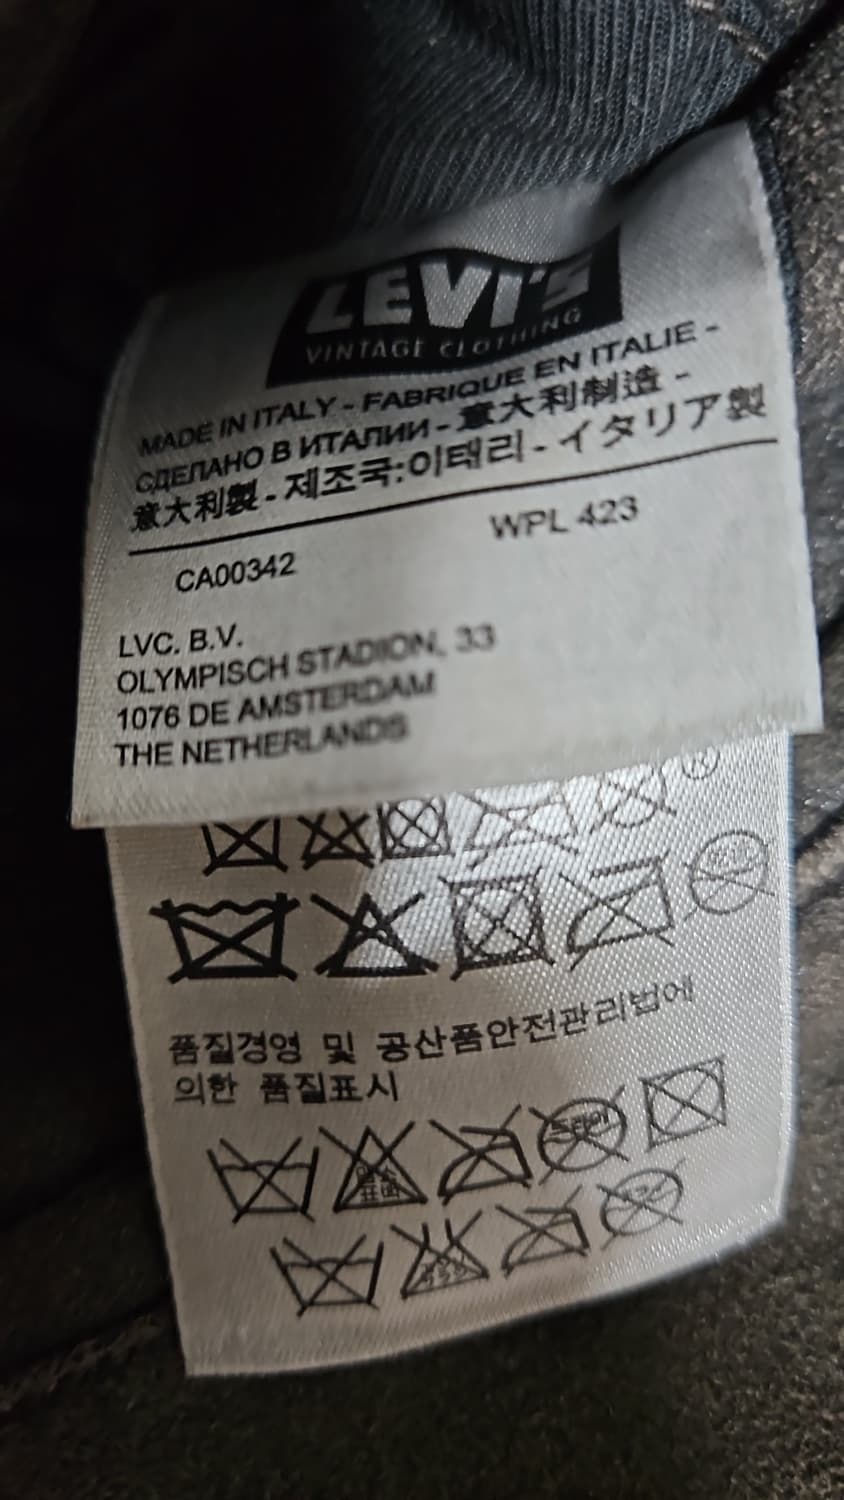 LEVI'S
VINTAGE CLOTHING
MADE IN ITALY - FABRIQUE EN ITALIE -
СДЕЛАНО В ИТАЛИИ - 意大利制造 -
意大利製 - 제조국:이태리 - イタリア製
CA00342 WPL 423
LVC. B.V.
OLYMPISCH STADION, 33
1076 DE AMSTERDAM
THE NETHERLANDS
®
품질경영 및 공산품안전관리법에
의한 품질표시
드라이